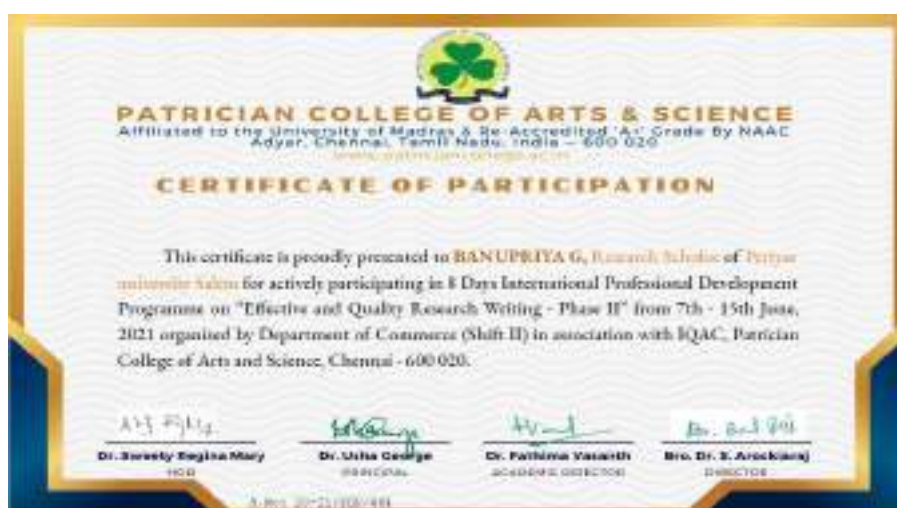 PATRICIAN COLLEGE OF ARTS & SCIENCE
Affiliated to the University of Madras & Re-Accredited 'A+' Grade By NAAC
Adyar, Chennai, Tamil Nadu, India – 600 020
www.patriciancollege.ac.in
CERTIFICATE OF PARTICIPATION
This certificate is proudly presented to BANUPRIYA G, Research Scholar of Periyar
university Salem for actively participating in 8 Days International Professional Development
Programme on "Effective and Quality Research Writing - Phase II" from 7th - 15th June,
2021 organised by Department of Commerce (Shift II) in association with IQAC, Patrician
College of Arts and Science, Chennai - 600 020.
Dr. Sweety Regina Mary Dr. Usha George Dr. Fathima Vasanth Bro. Dr. S. Arockiaraj
HOD PRINCIPAL ACADEMIC DIRECTOR DIRECTOR